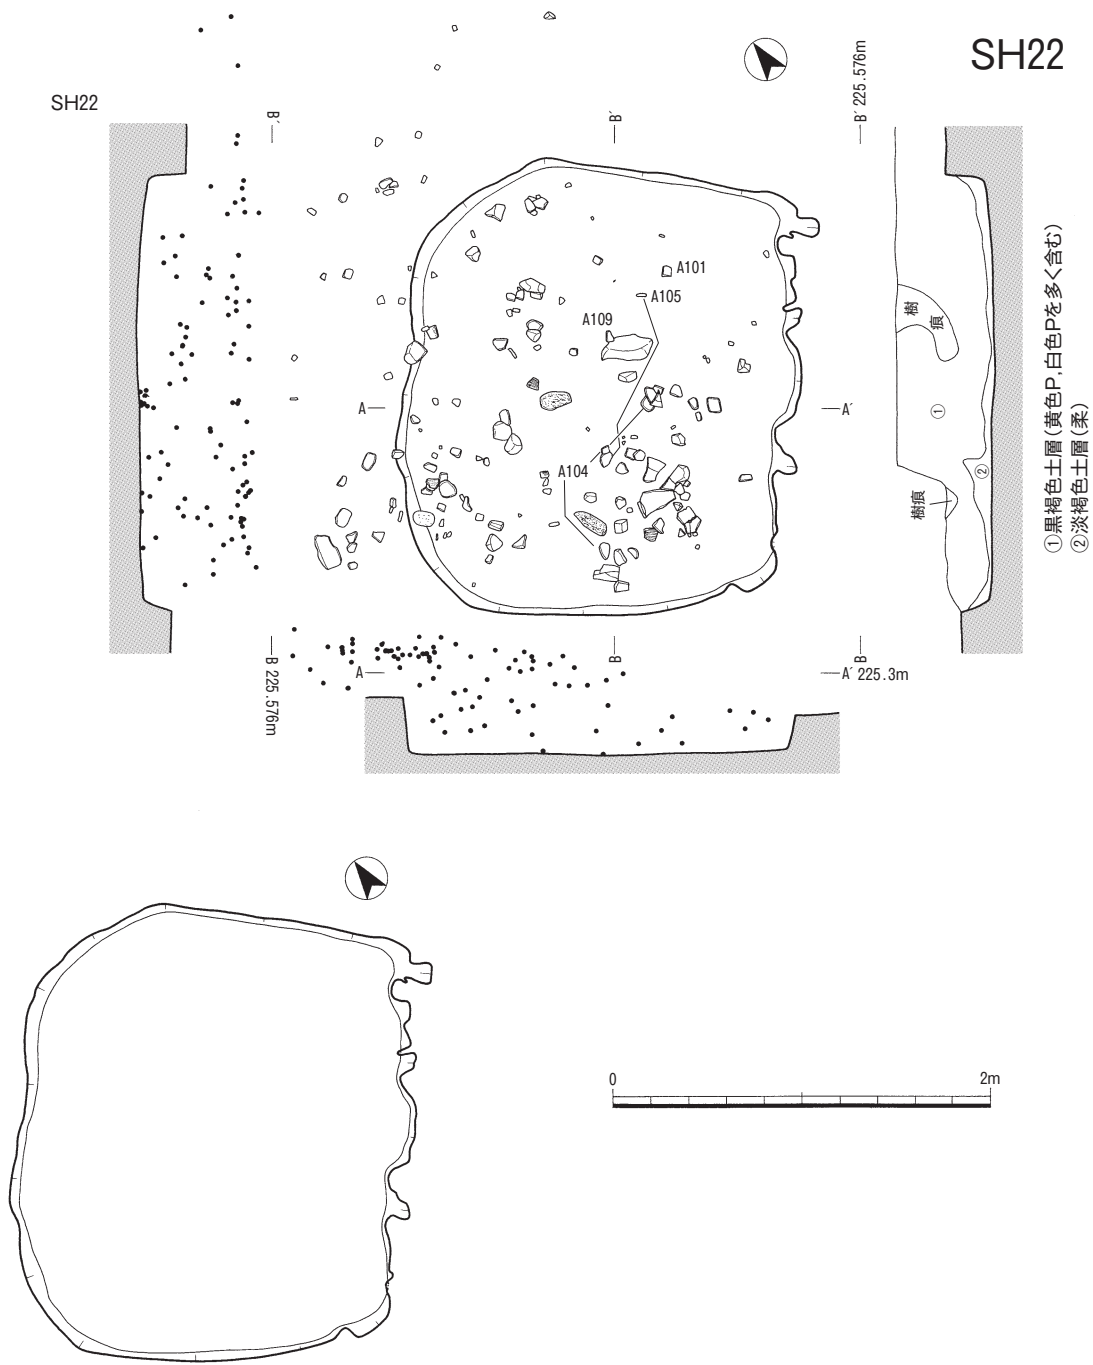 SH22
SH22
B´
B´
B´ 225.576m
A101
A105
A109
A
A´
A104
樹痕
①
②
樹痕
①黒褐色土層(黄色P,白色Pを多く含む)
②淡褐色土層(柔)
B 225.576m
A
B
A´ 225.3m
B
0
2m